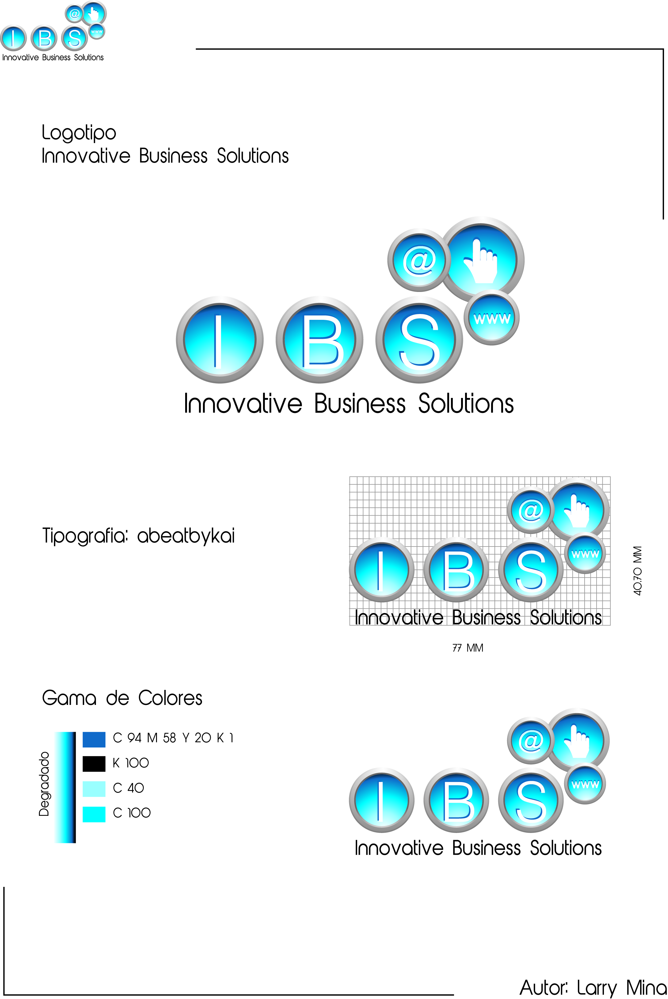 @
www
I B S
Innovative Business Solutions
Logotipo
Innovative Business Solutions
@
www
I B S
Innovative Business Solutions
Tipografia: abeatbykai
@
www
I B S
Innovative Business Solutions
40.70 MM
77 MM
Gama de Colores
Degradado
C 94 M 58 Y 20 K 1
K 100
C 40
C 100
@
www
I B S
Innovative Business Solutions
Autor: Larry Mina